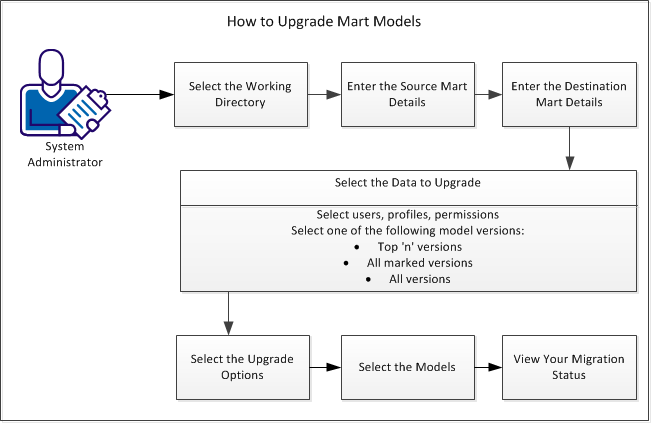 How to Upgrade Mart Models
System
Administrator
Select the Working
Directory
Enter the Source Mart
Details
Enter the Destination
Mart Details
Select the Data to Upgrade
Select users, profiles, permissions
Select one of the following model versions:
• Top 'n' versions
• All marked versions
• All versions
Select the Upgrade
Options
Select the Models
View Your Migration
Status